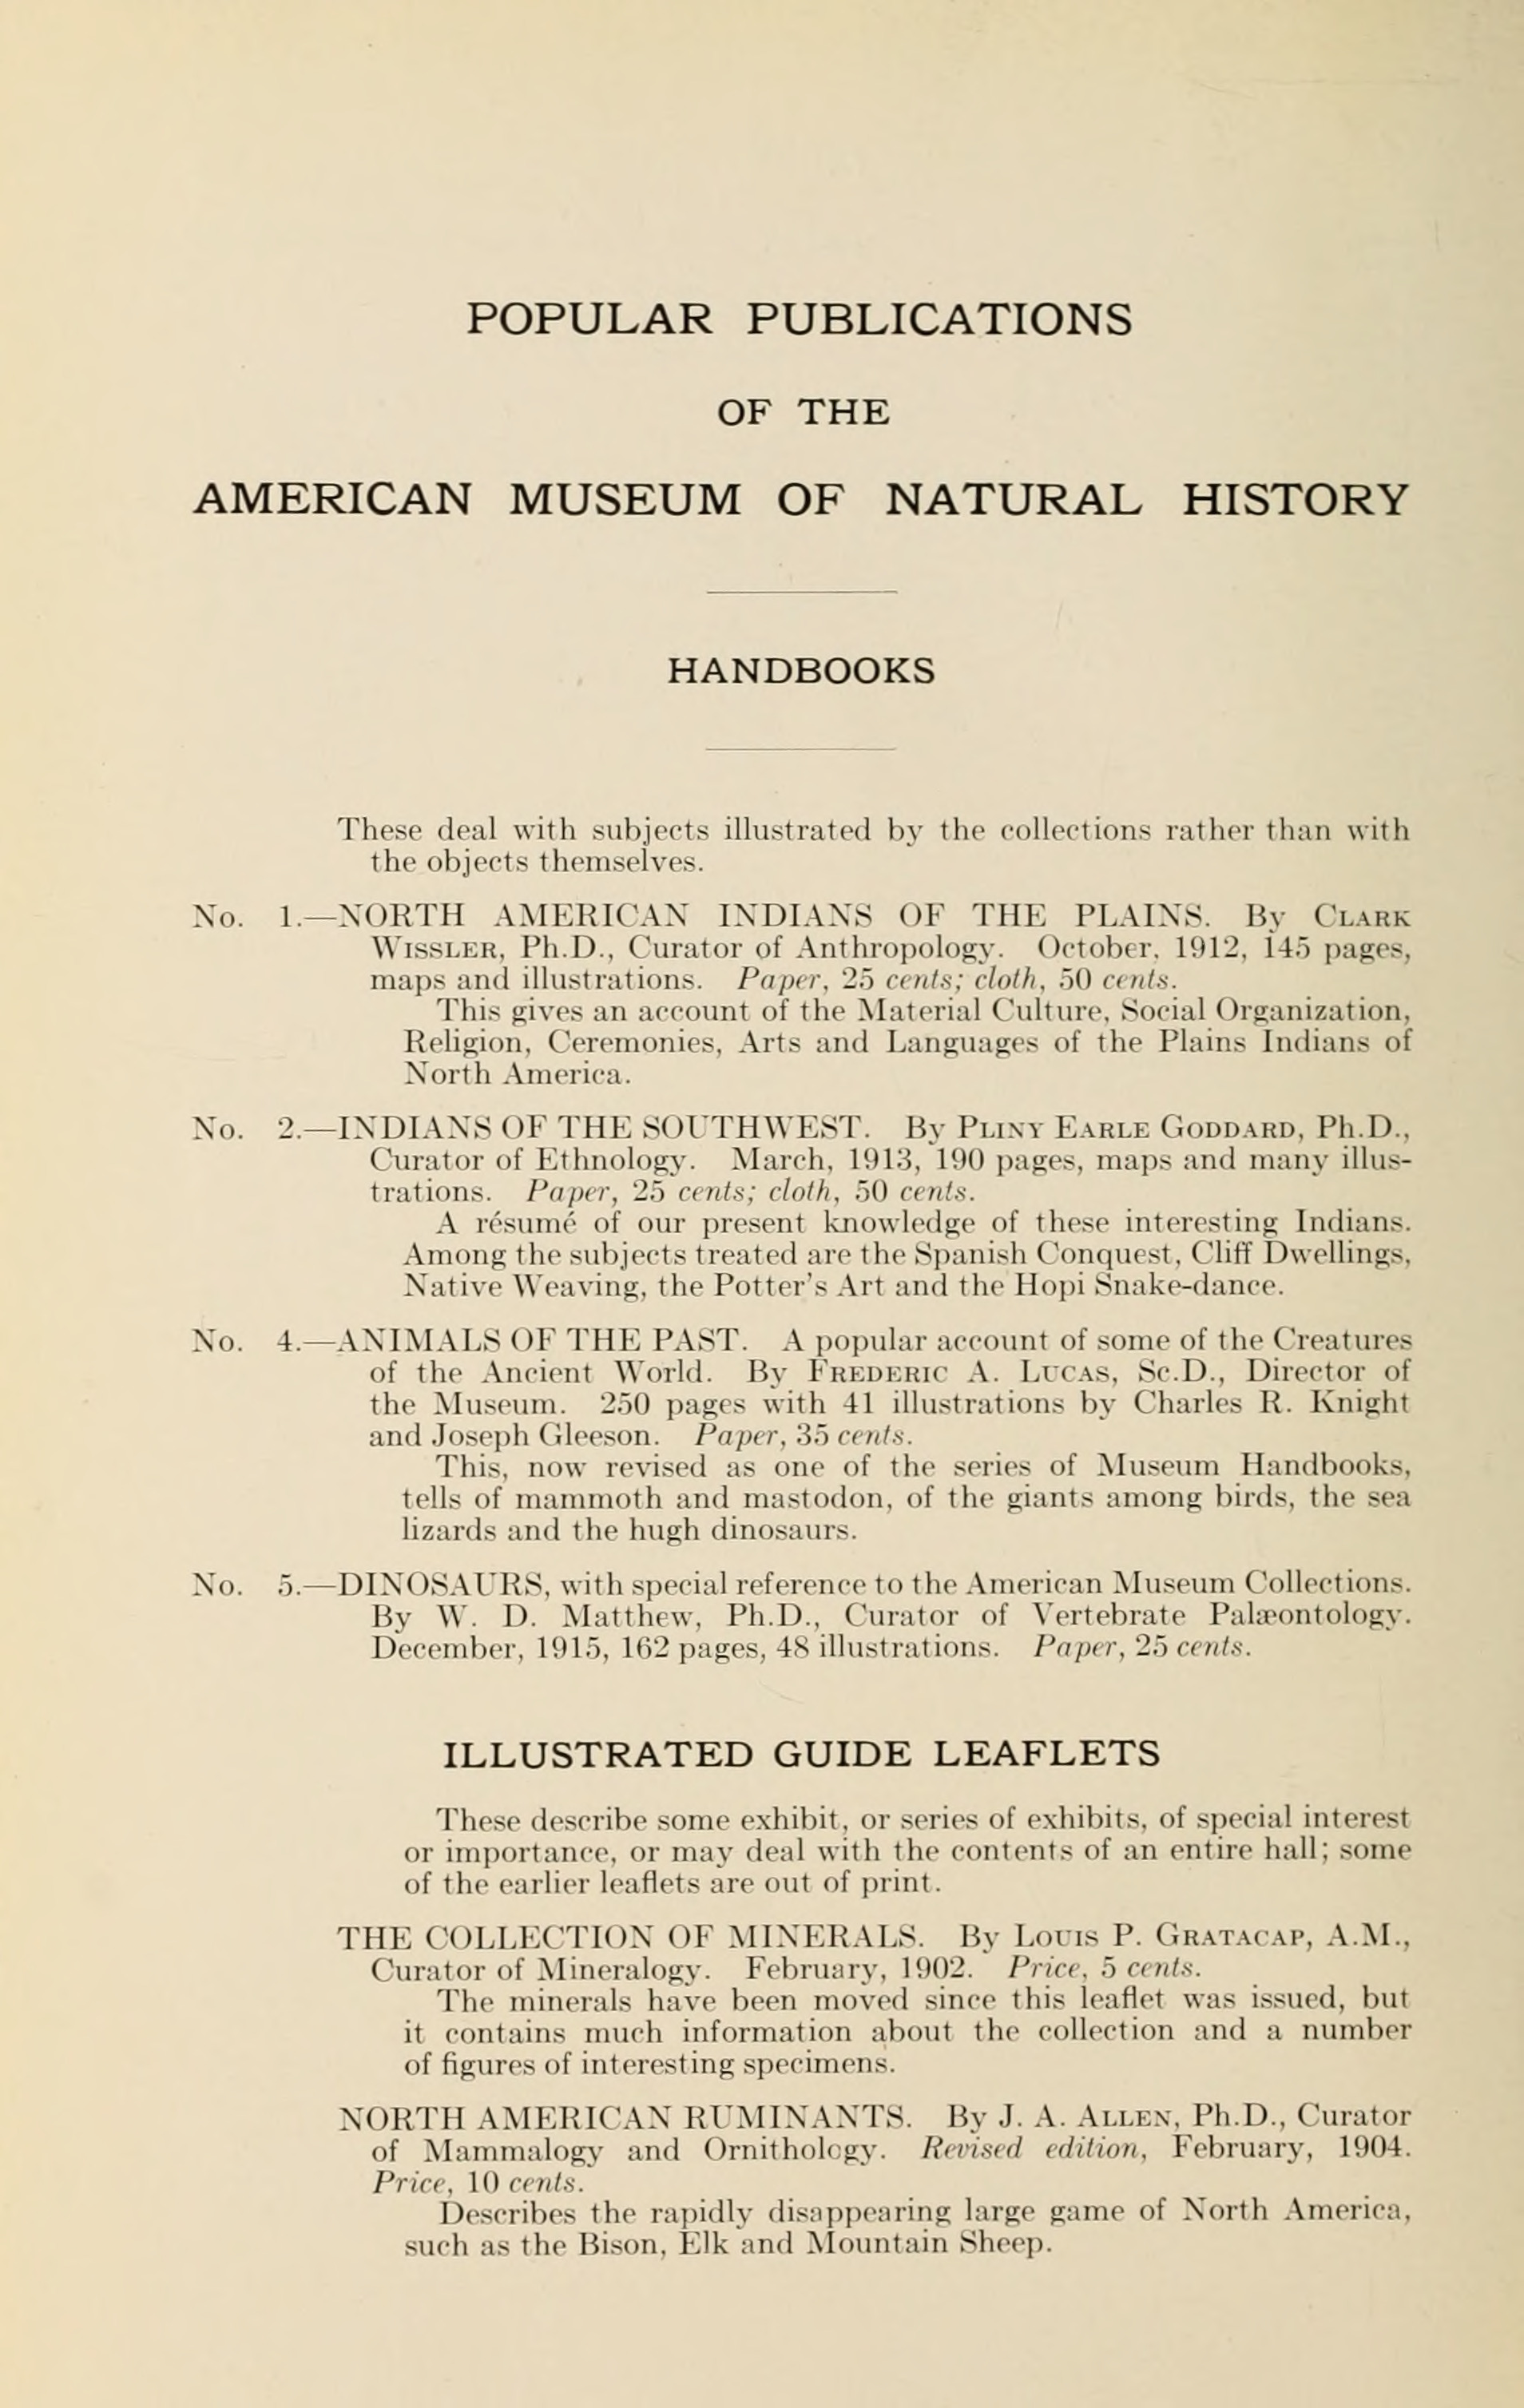 POPULAR PUBLICATIONS
OF THE
AMERICAN MUSEUM OF NATURAL HISTORY
HANDBOOKS
These deal with subjects illustrated by the collections rather than with
the objects themselves.
No. 1.—NORTH AMERICAN INDIANS OF THE PLAINS. By CLARK
WISSLER, Ph.D., Curator of Anthropology. October, 1912, 145 pages,
maps and illustrations. Paper, 25 cents; cloth, 50 cents.
This gives an account of the Material Culture, Social Organization,
Religion, Ceremonies, Arts and Languages of the Plains Indians of
North America.
No. 2.—INDIANS OF THE SOUTHWEST. By PLINY EARLE GODDARD, Ph.D.,
Curator of Ethnology. March, 1913, 190 pages, maps and many illus-
trations. Paper, 25 cents; cloth, 50 cents.
A résumé of our present knowledge of these interesting Indians.
Among the subjects treated are the Spanish Conquest, Cliff Dwellings,
Native Weaving, the Potter's Art and the Hopi Snake-dance.
No. 4.—ANIMALS OF THE PAST. A popular account of some of the Creatures
of the Ancient World. By FREDERIC A. LUCAS, Sc.D., Director of
the Museum. 250 pages with 41 illustrations by Charles R. Knight
and Joseph Gleeson. Paper, 35 cents.
This, now revised as one of the series of Museum Handbooks,
tells of mammoth and mastodon, of the giants among birds, the sea
lizards and the hugh dinosaurs.
No. 5.—DINOSAURS, with special reference to the American Museum Collections.
By W. D. Matthew, Ph.D., Curator of Vertebrate Palæontology.
December, 1915, 162 pages, 48 illustrations. Paper, 25 cents.
ILLUSTRATED GUIDE LEAFLETS
These describe some exhibit, or series of exhibits, of special interest
or importance, or may deal with the contents of an entire hall; some
of the earlier leaflets are out of print.
THE COLLECTION OF MINERALS. By LOUIS P. GRATACAP, A.M.,
Curator of Mineralogy. February, 1902. Price, 5 cents.
The minerals have been moved since this leaflet was issued, but
it contains much information about the collection and a number
of figures of interesting specimens.
NORTH AMERICAN RUMINANTS. By J. A. ALLEN, Ph.D., Curator
of Mammalogy and Ornithology. Revised edition, February, 1904.
Price, 10 cents.
Describes the rapidly disappearing large game of North America,
such as the Bison, Elk and Mountain Sheep.